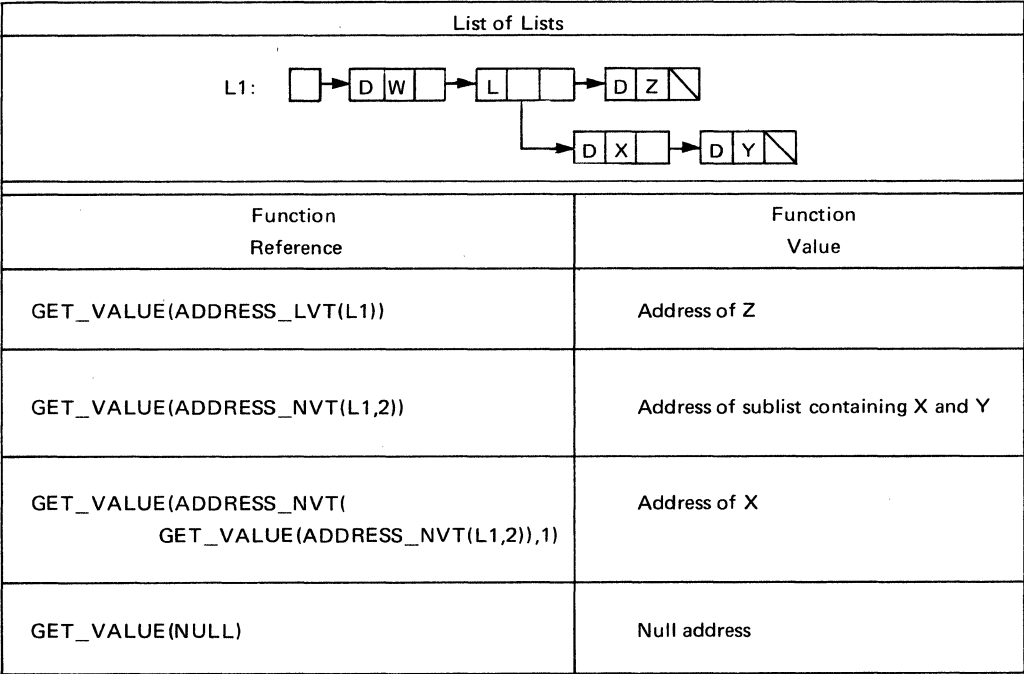 List of Lists
L1: D W L D Z
D X D Y
Function Reference
Function Value
GET_VALUE(ADDRESS_LVT(L1))
Address of Z
GET_VALUE(ADDRESS_NVT(L1,2))
Address of sublist containing X and Y
GET_VALUE(ADDRESS_NVT(
GET_VALUE(ADDRESS_NVT(L1,2)),1)
Address of X
GET_VALUE(NULL)
Null address